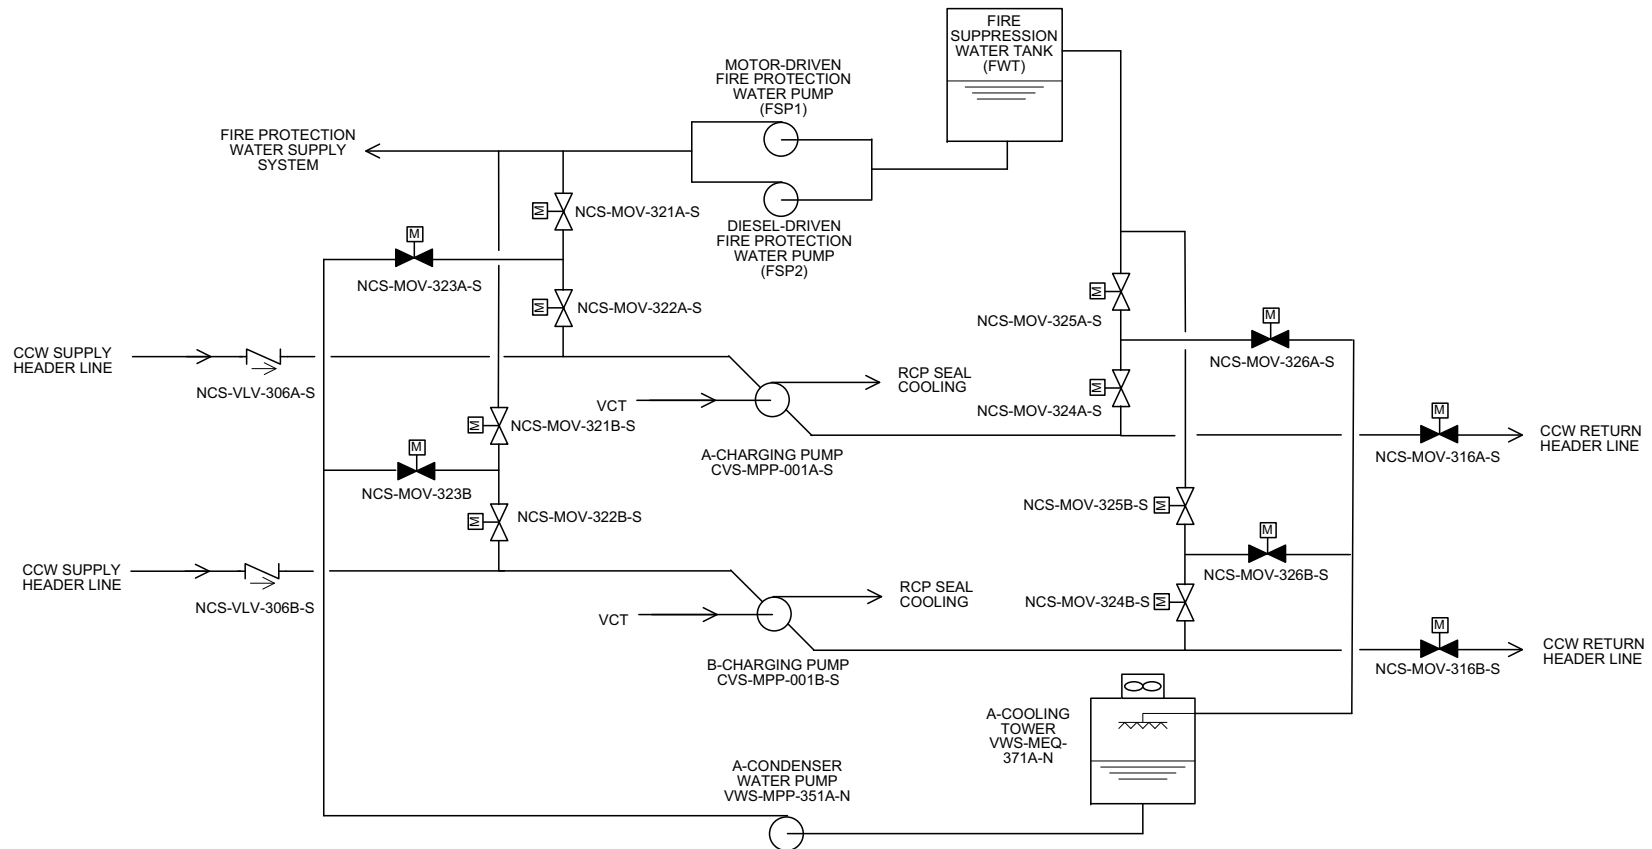 FIRE
SUPPRESSION
WATER TANK
(FWT)
MOTOR-DRIVEN
FIRE PROTECTION
WATER PUMP
(FSP1)
FIRE PROTECTION
WATER SUPPLY
SYSTEM
M
NCS-MOV-321A-S
DIESEL-DRIVEN
FIRE PROTECTION
WATER PUMP
(FSP2)
M
NCS-MOV-323A-S
M
NCS-MOV-322A-S
M
NCS-MOV-325A-S
M
NCS-MOV-326A-S
CCW SUPPLY
HEADER LINE
NCS-VLV-306A-S
RCP SEAL
COOLING
M
NCS-MOV-324A-S
VCT
M
NCS-MOV-321B-S
A-CHARGING PUMP
CVS-MPP-001A-S
M
NCS-MOV-316A-S
CCW RETURN
HEADER LINE
M
NCS-MOV-323B
M
NCS-MOV-322B-S
NCS-MOV-325B-S
M
M
NCS-MOV-326B-S
CCW SUPPLY
HEADER LINE
NCS-VLV-306B-S
RCP SEAL
COOLING
NCS-MOV-324B-S
M
VCT
B-CHARGING PUMP
CVS-MPP-001B-S
M
NCS-MOV-316B-S
CCW RETURN
HEADER LINE
A-COOLING
TOWER
VWS-MEQ-
371A-N
A-CONDENSER
WATER PUMP
VWS-MPP-351A-N